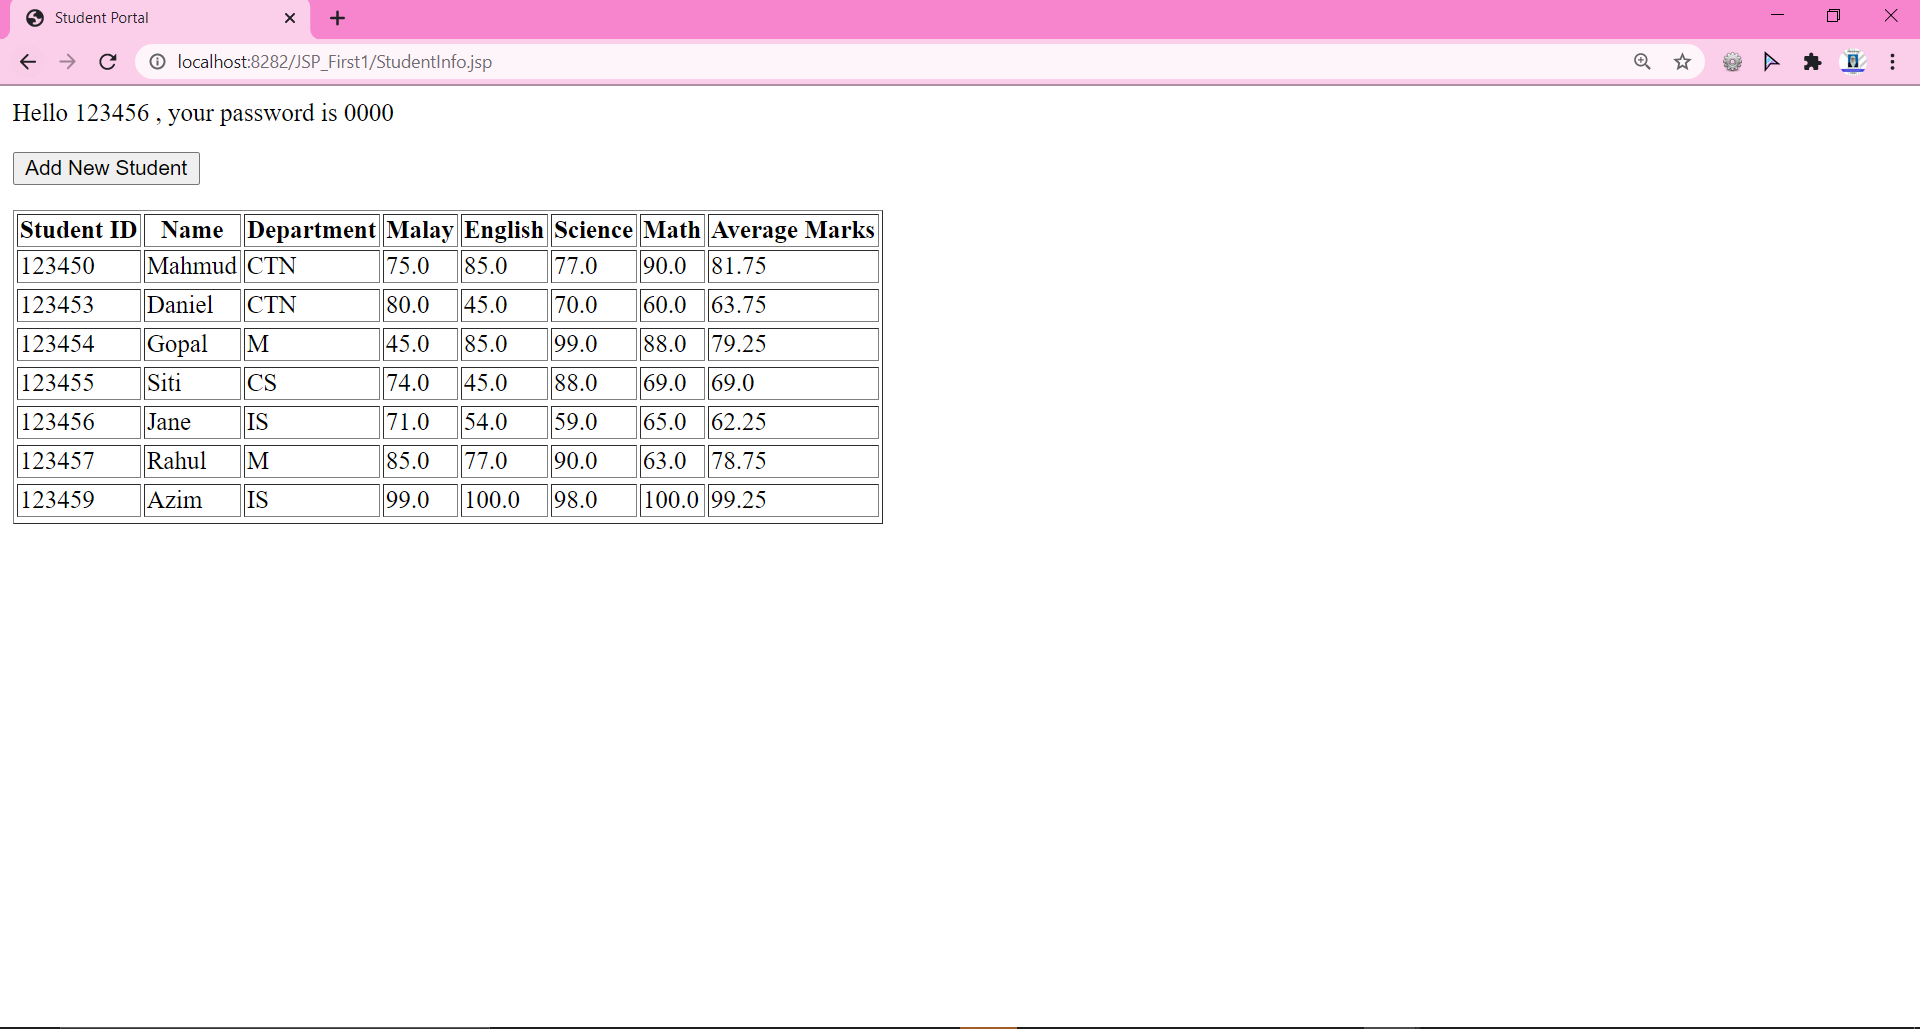 Student Portal
localhost:8282/JSP_First1/StudentInfo.jsp
Hello 123456 , your password is 0000
Add New Student
Student ID Name Department Malay English Science Math Average Marks
123450 Mahmud CTN 75.0 85.0 77.0 90.0 81.75
123453 Daniel CTN 80.0 45.0 70.0 60.0 63.75
123454 Gopal M 45.0 85.0 99.0 88.0 79.25
123455 Siti CS 74.0 45.0 88.0 69.0 69.0
123456 Jane IS 71.0 54.0 59.0 65.0 62.25
123457 Rahul M 85.0 77.0 90.0 63.0 78.75
123459 Azim IS 99.0 100.0 98.0 100.0 99.25